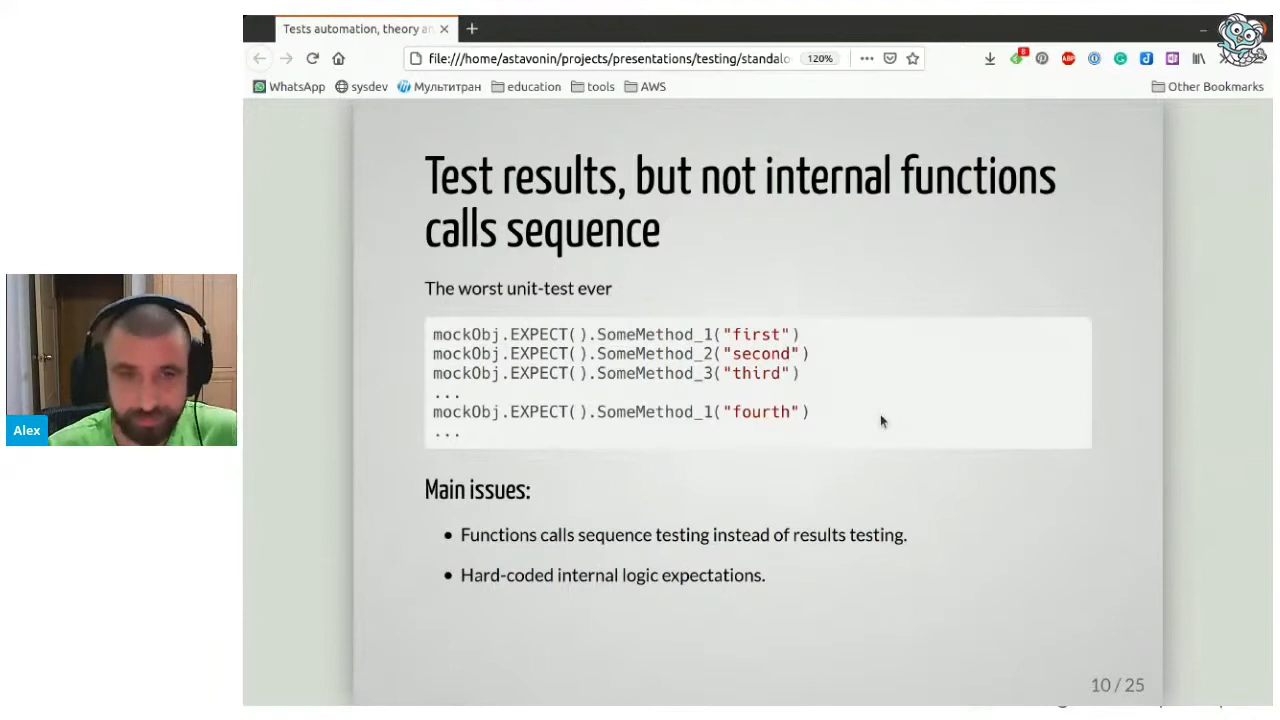 Tests automation, theory an
file:///home/astavonin/projects/presentations/testing/standalo
120%
8
ABP
WhatsApp
sysdev
Мультитран
education
tools
AWS
Other Bookmarks
Test results, but not internal functions
calls sequence
The worst unit-test ever
mockObj.EXPECT().SomeMethod_1("first")
mockObj.EXPECT().SomeMethod_2("second")
mockObj.EXPECT().SomeMethod_3("third")
...
mockObj.EXPECT().SomeMethod_1("fourth")
...
Main issues:
Functions calls sequence testing instead of results testing.
Hard-coded internal logic expectations.
10 / 25
Alex